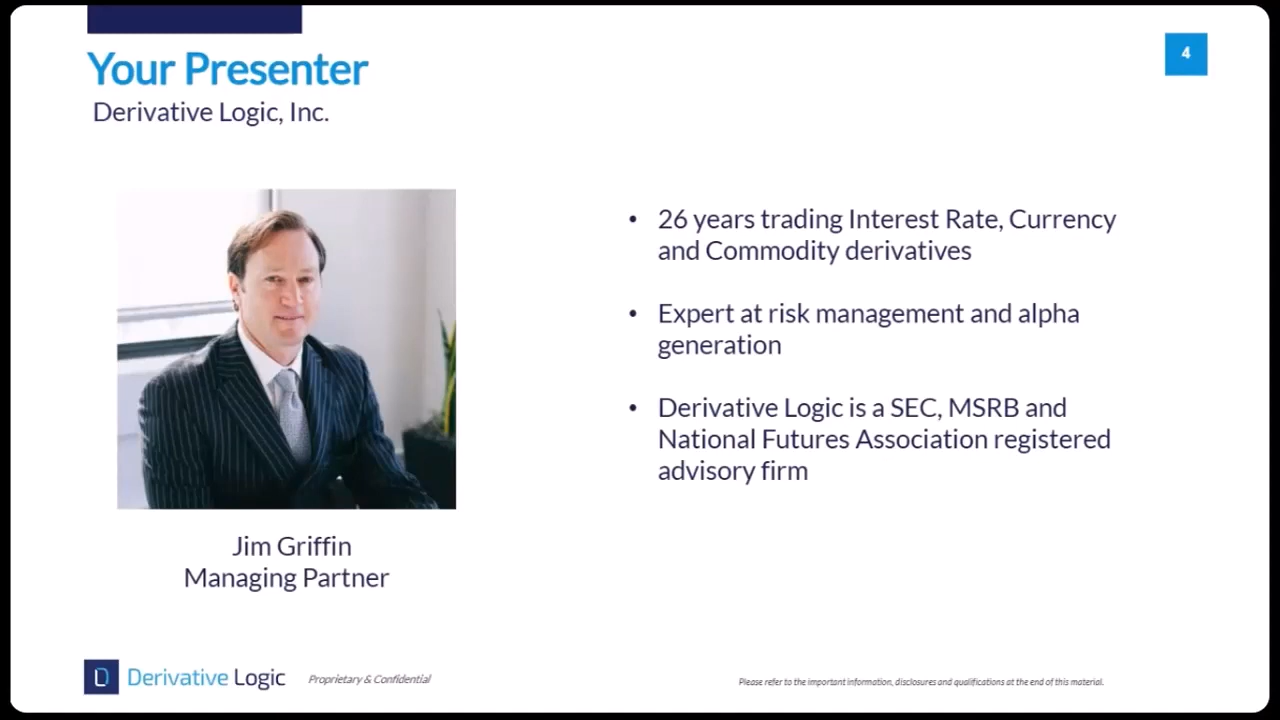 Your Presenter
4
Derivative Logic, Inc.
• 26 years trading Interest Rate, Currency
and Commodity derivatives
• Expert at risk management and alpha
generation
• Derivative Logic is a SEC, MSRB and
National Futures Association registered
advisory firm
Jim Griffin
Managing Partner
D Derivative Logic
Proprietary & Confidential
Please refer to the important information, disclosures and qualifications at the end of this material.